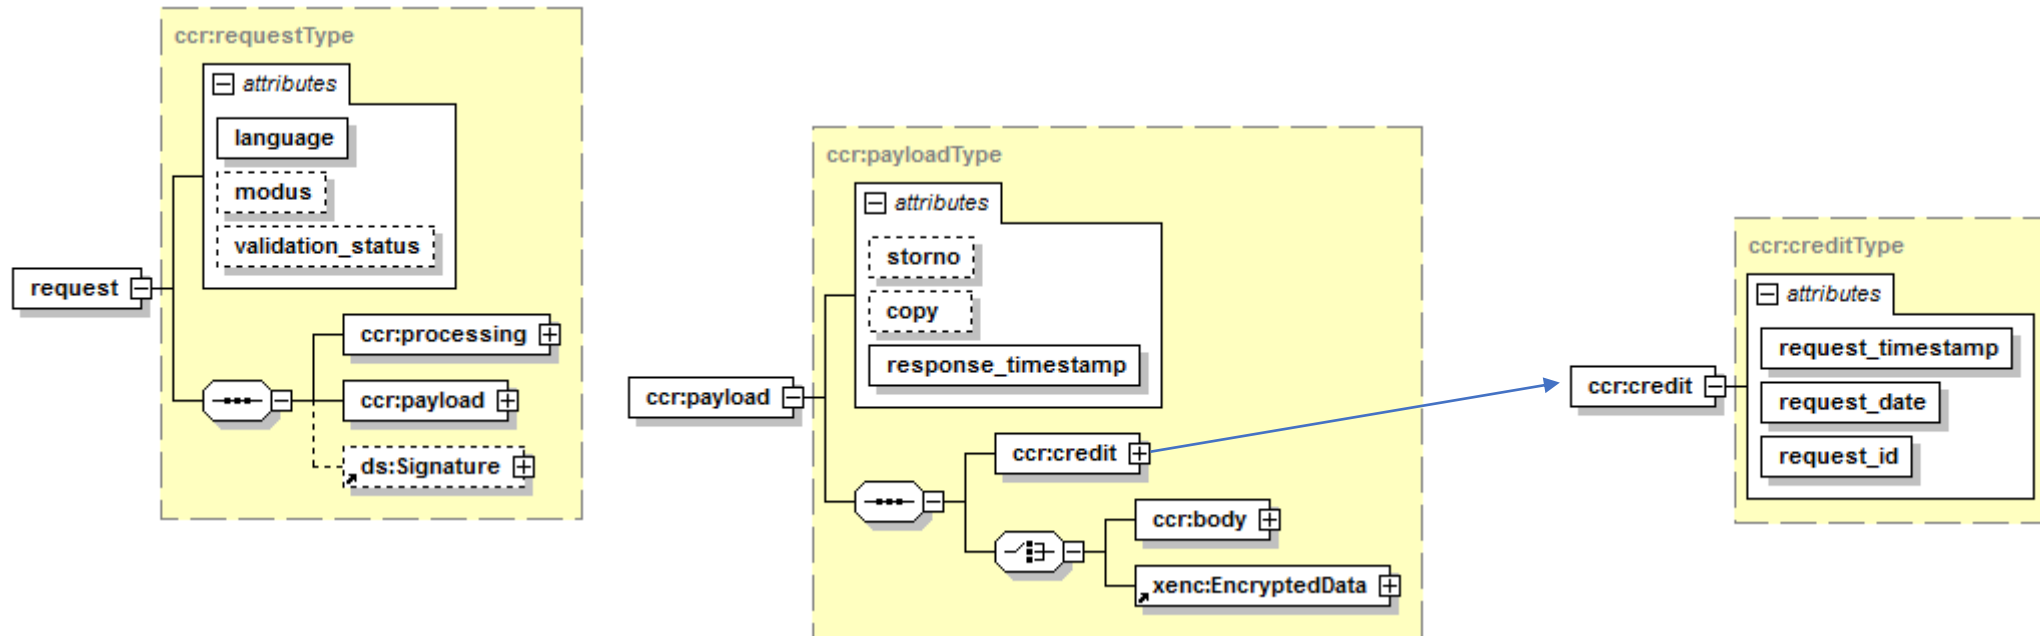 ccr:requestType
attributes
language
modus
validation_status
request
ccr:processing
ccr:payload
ds:Signature
ccr:payloadType
attributes
storno
copy
response_timestamp
ccr:payload
ccr:credit
ccr:body
xenc:EncryptedData
ccr:creditType
attributes
request_timestamp
ccr:credit
request_date
request_id